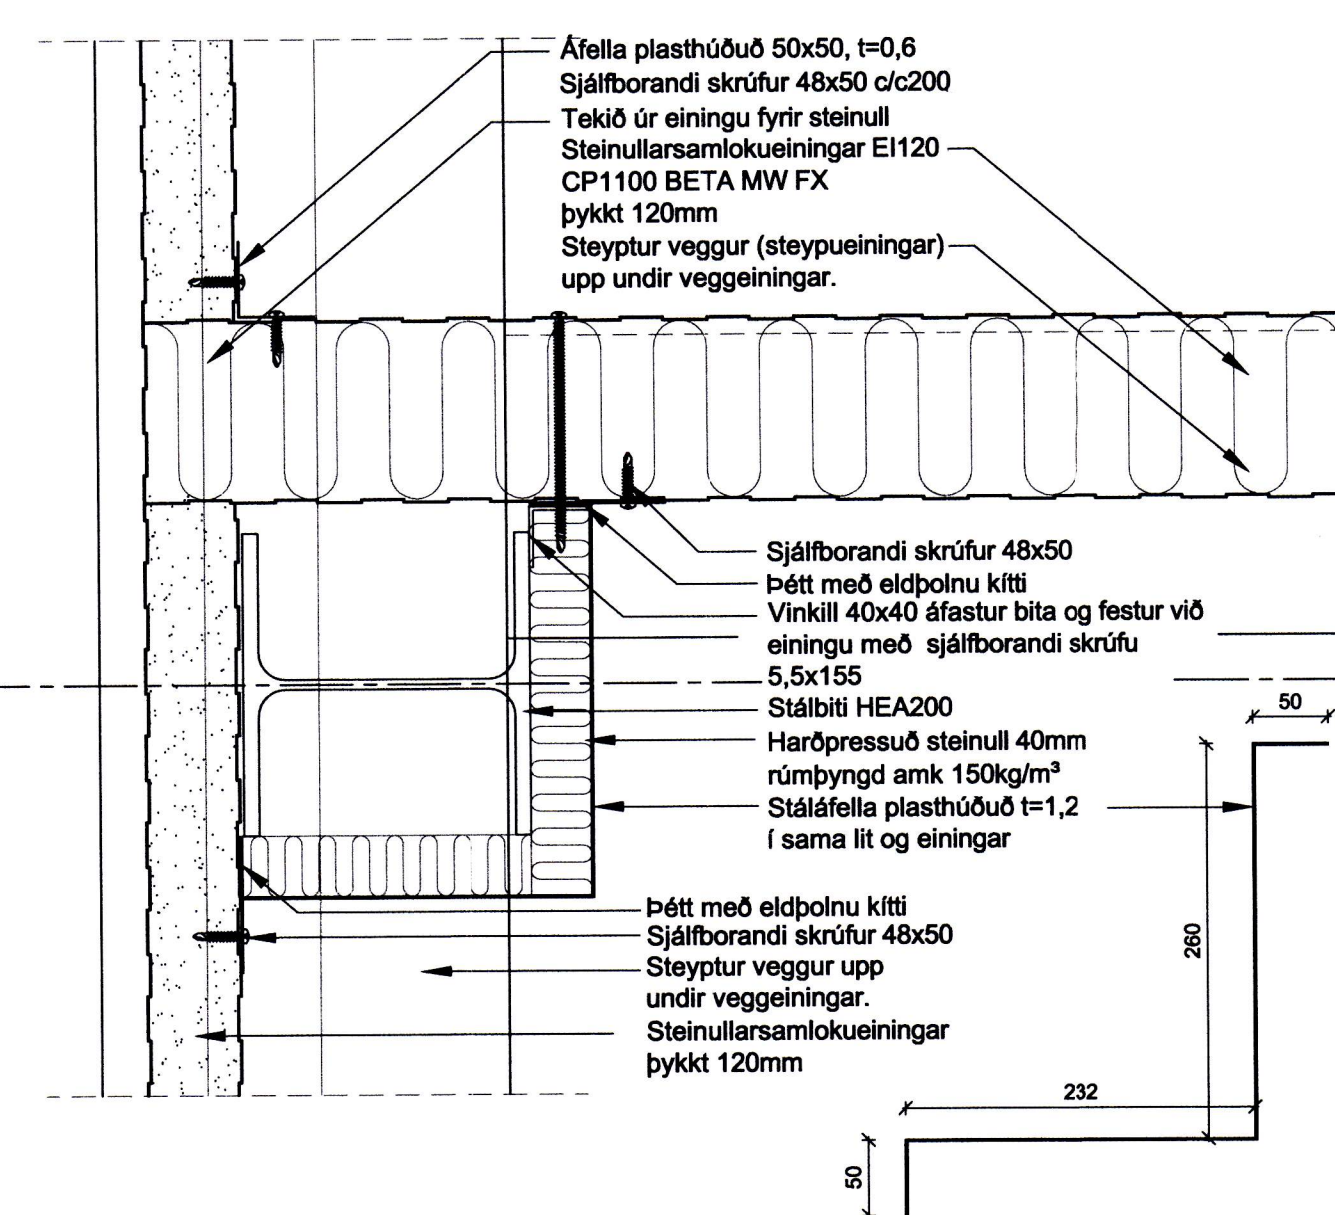 Áfella plasthúðuð 50x50, t=0,6
Sjálfborandi skrúfur 48x50 c/c200
Tekið úr einingu fyrir steinull
Steinullarsamlokueiningar EI120
CP1100 BETA MW FX
þykkt 120mm
Steyptur veggur (steypueiningar)
upp undir veggeiningar.
Sjálfborandi skrúfur 48x50
Þétt með eldþolnu kítti
Vinkill 40x40 áfastur bita og festur við
einingu með sjálfborandi skrúfu
5,5x155
Stálbiti HEA200
Harðpressuð steinull 40mm
rúmþyngd amk 150kg/m³
Stáláfella plasthúðuð t=1,2
í sama lit og einingar
50
Þétt með eldþolnu kítti
Sjálfborandi skrúfur 48x50
Steyptur veggur upp
undir veggeiningar.
Steinullarsamlokueiningar
þykkt 120mm
260
232
50